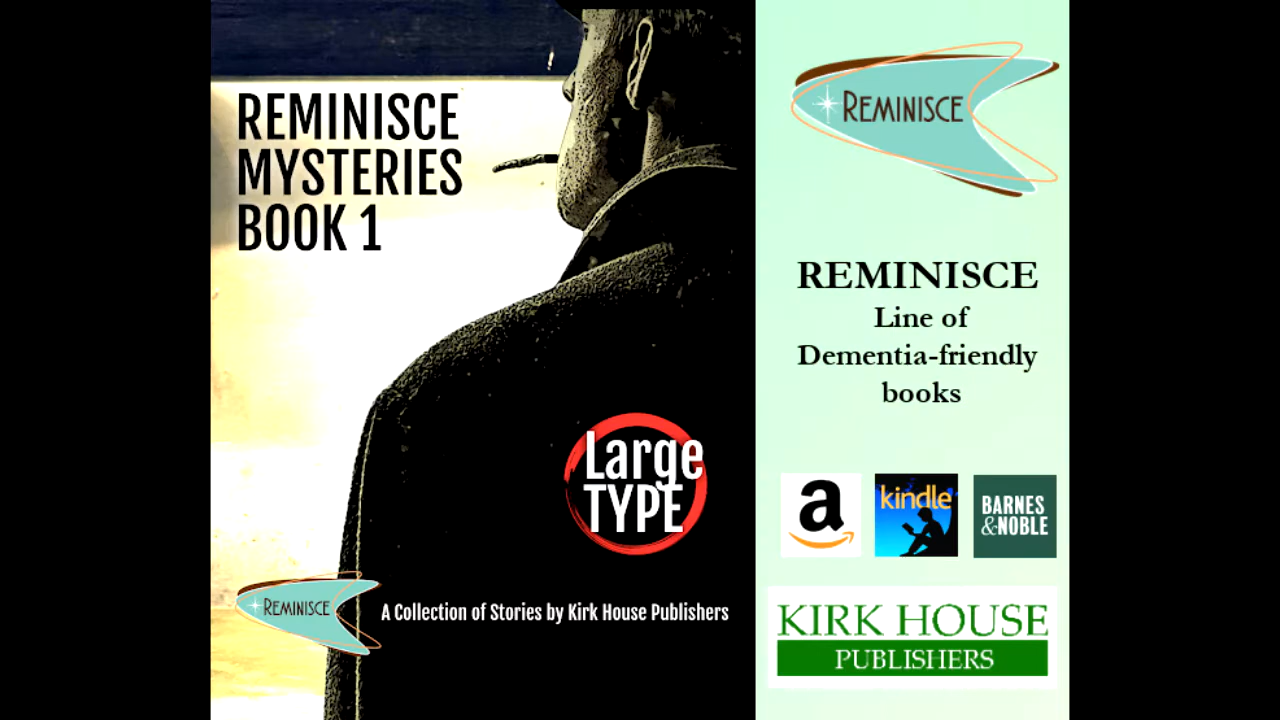 REMINISCE
MYSTERIES
BOOK 1
Large
TYPE
REMINISCE
A Collection of Stories by Kirk House Publishers
REMINISCE
REMINISCE
Line of
Dementia-friendly
books
a
kindle
BARNES
&NOBLE
KIRK HOUSE
PUBLISHERS